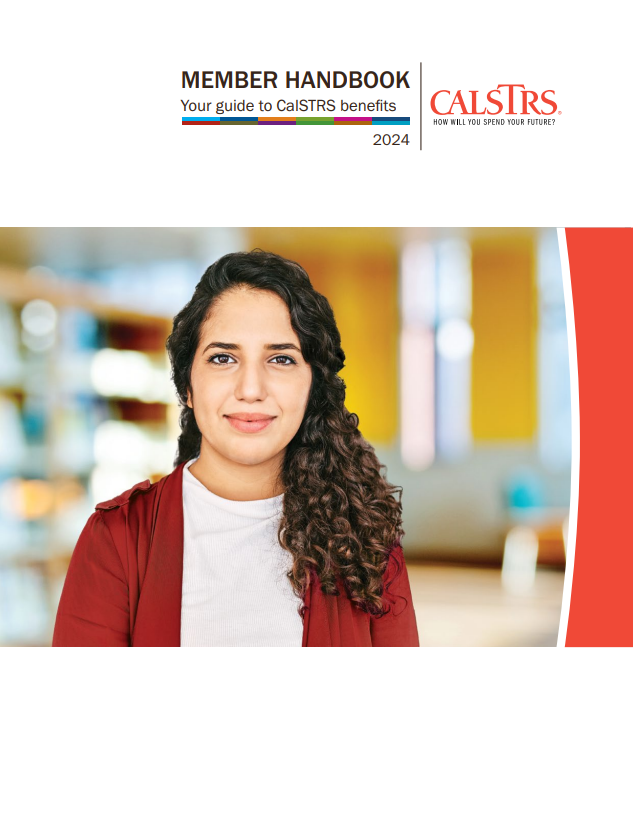 MEMBER HANDBOOK
Your guide to CalSTRS benefits
2024
CALSTRS®
HOW WILL YOU SPEND YOUR FUTURE?